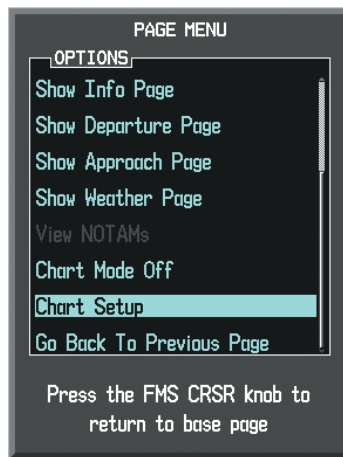 PAGE MENU
OPTIONS
Show Info Page
Show Departure Page
Show Approach Page
Show Weather Page
View NOTAMs
Chart Mode Off
Chart Setup
Go Back To Previous Page
Press the FMS CRSR knob to
return to base page